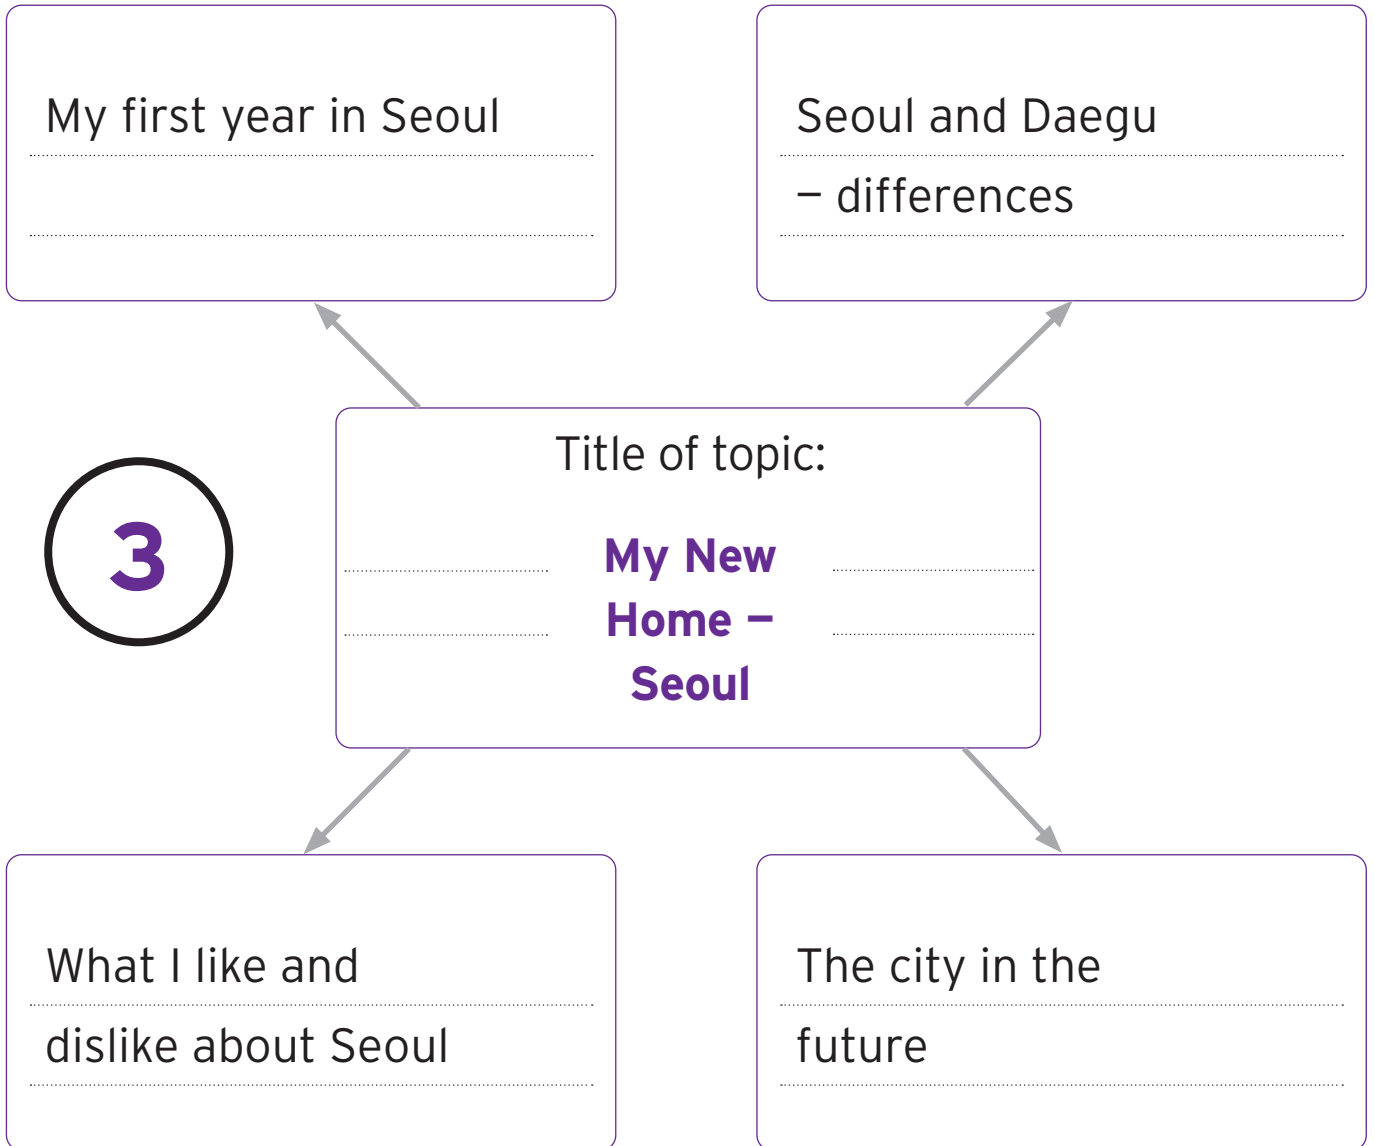 My first year in Seoul
Seoul and Daegu
– differences
Title of topic:
My New
Home –
Seoul
3
What I like and
dislike about Seoul
The city in the
future